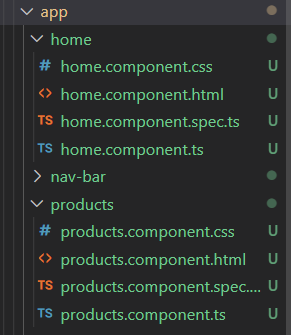 app
home
# home.component.css U
<> home.component.html U
TS home.component.spec.ts U
TS home.component.ts U
nav-bar
products
# products.component.css U
<> products.component.html U
TS products.component.spec.... U
TS products.component.ts U